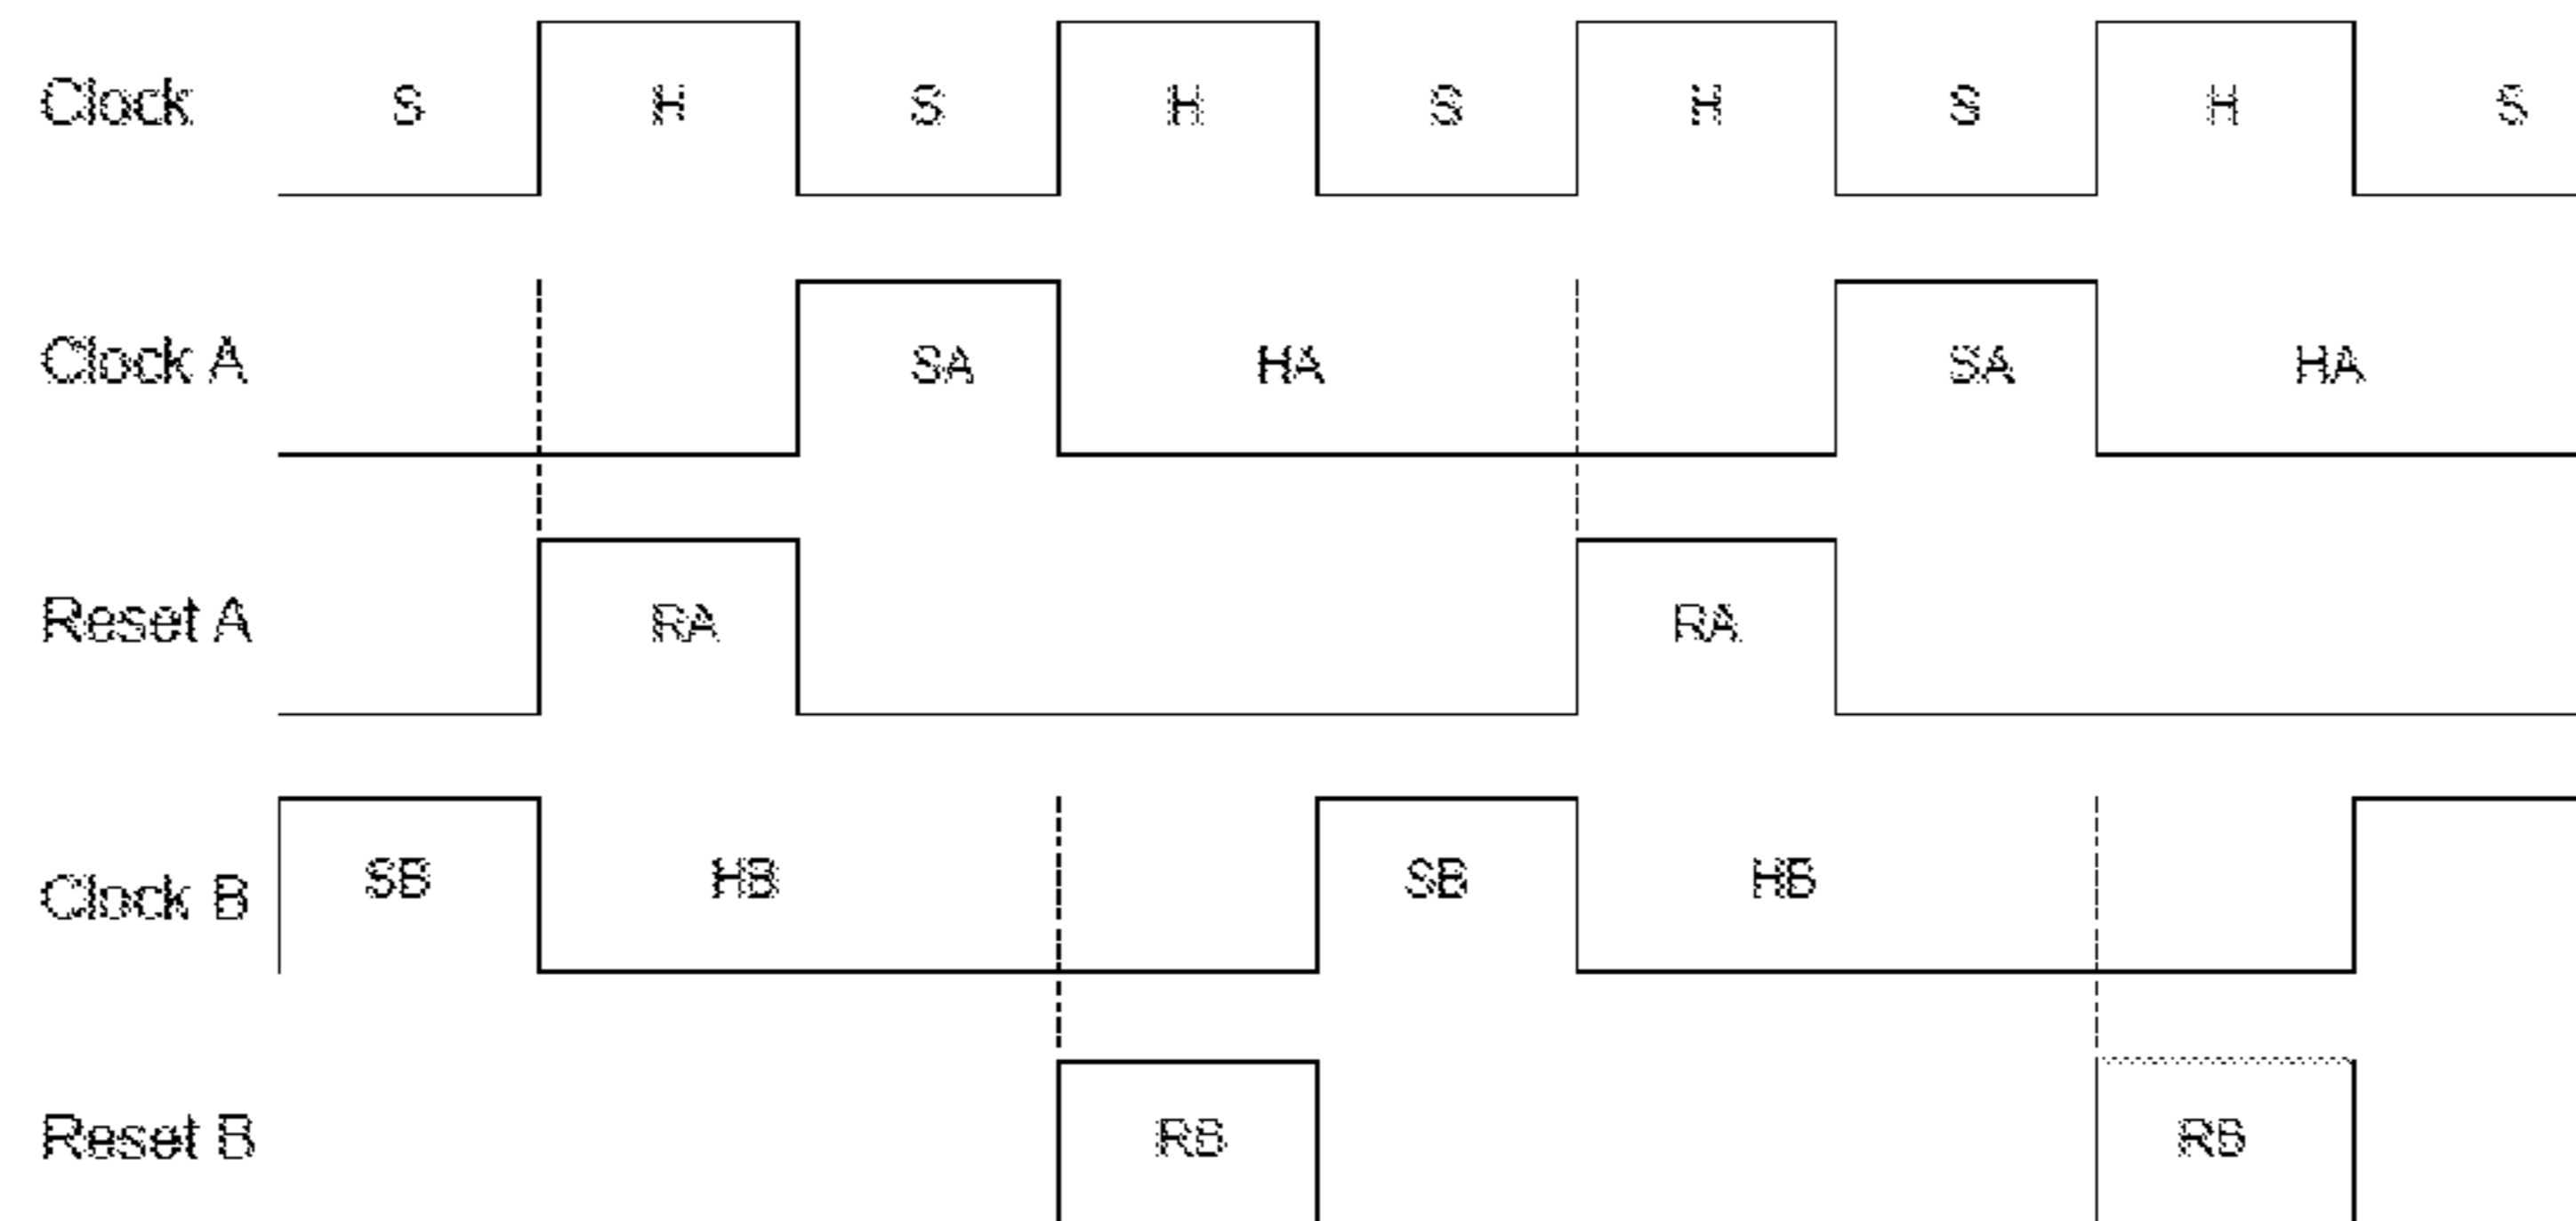 Clock S H S H S H S H S
Clock A SA HA SA HA
Reset A RA RA
Clock B SB HB SB HB
Reset B RB RB